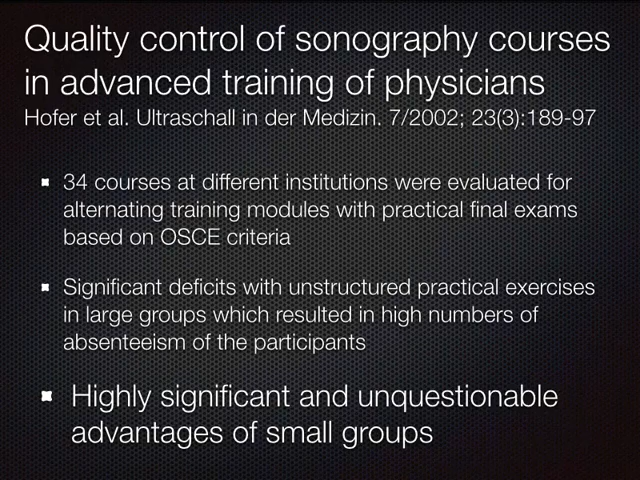 Quality control of sonography courses
in advanced training of physicians
Hofer et al. Ultraschall in der Medizin. 7/2002; 23(3):189-97
34 courses at different institutions were evaluated for
alternating training modules with practical final exams
based on OSCE criteria
Significant deficits with unstructured practical exercises
in large groups which resulted in high numbers of
absenteeism of the participants
Highly significant and unquestionable
advantages of small groups